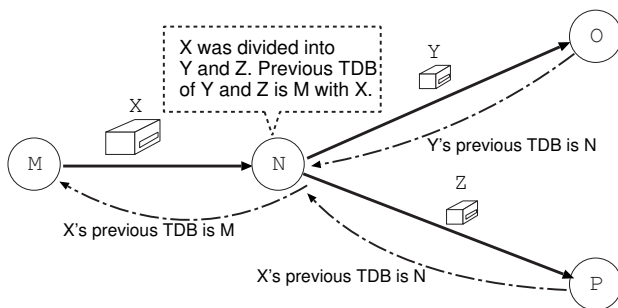 X was divided into
Y and Z. Previous TDB
of Y and Z is M with X.
Y
O
X
M
N
Y's previous TDB is N
Z
X's previous TDB is M
X's previous TDB is N
P